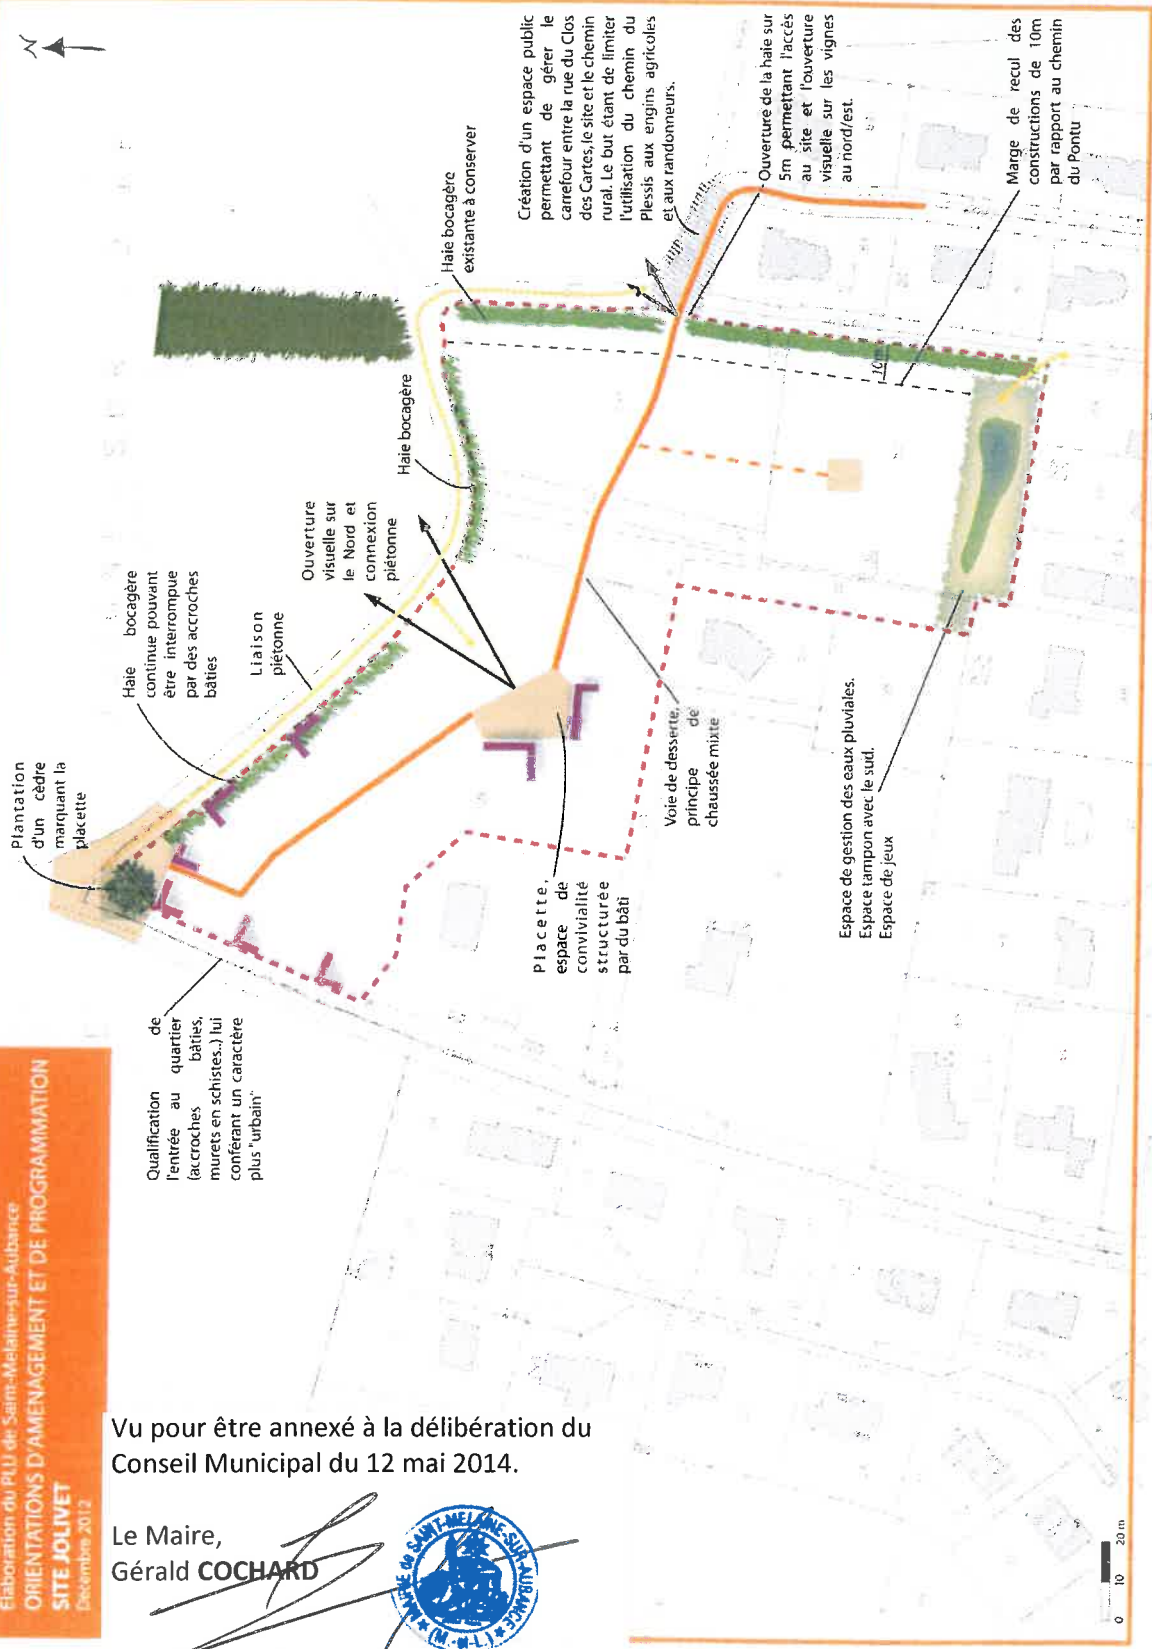 Elaboration du PLU de Saint-Melaine-sur-Aubance
ORIENTATIONS D'AMÉNAGEMENT ET DE PROGRAMMATION
SITE JOLIVET
Décembre 2012
Plantation
d'un cèdre
marquant la
placette
Haie bocagère
continue pouvant
être interrompue
par des accroches
bâties
Liaison
piétonne
Ouverture
visuelle sur
le Nord et
connexion
piétonne
Haie bocagère
Haie bocagère
existante à conserver
Création d'un espace public
permettant de gérer le
carrefour entre la rue du Clos
des Cartes, le site et le chemin
rural. Le but étant de limiter
l'utilisation du chemin du
Plessis aux engins agricoles
et aux randonneurs.
Ouverture de la haie sur
5m permettant l'accès
au site et l'ouverture
visuelle sur les vignes
au nord/est.
Marge de recul des
constructions de 10m
par rapport au chemin
du Pontu
10m
Qualification de
l'entrée au quartier
(accroches bâties,
murets en schistes..) lui
conférant un caractère
plus "urbain"
Placette,
espace de
convivialité
structurée
par du bâti
Voie de desserte,
principe de
chaussée mixte
Espace de gestion des eaux pluviales.
Espace tampon avec le sud.
Espace de jeux
0 10 20 m
N
Vu pour être annexé à la délibération du
Conseil Municipal du 12 mai 2014.
Le Maire,
Gérald COCHARD
MAIRIE de SAINT-MELAINE-SUR-AUBANCE
(M.-&-L.)